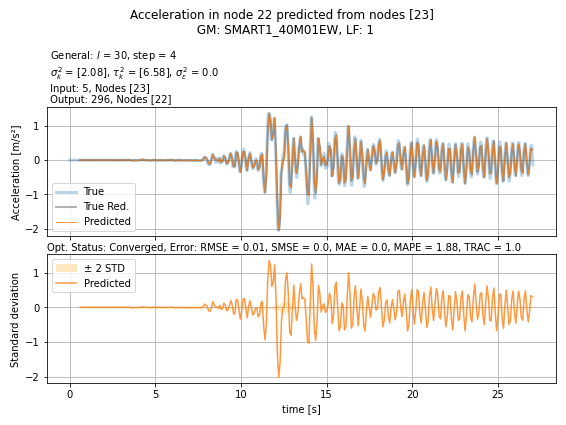 Acceleration in node 22 predicted from nodes [23]
GM: SMART1_40M01EW, LF: 1
General: l = 30, step = 4
σ²ₖ = [2.08], τ²ₖ = [6.58], σ²ε = 0.0
Input: 5, Nodes [23]
Output: 296, Nodes [22]
Acceleration [m/s²]
1
0
−1
−2
True
True Red.
Predicted
Opt. Status: Converged, Error: RMSE = 0.01, SMSE = 0.0, MAE = 0.0, MAPE = 1.88, TRAC = 1.0
Standard deviation
1
0
−1
−2
± 2 STD
Predicted
0 5 10 15 20 25
time [s]